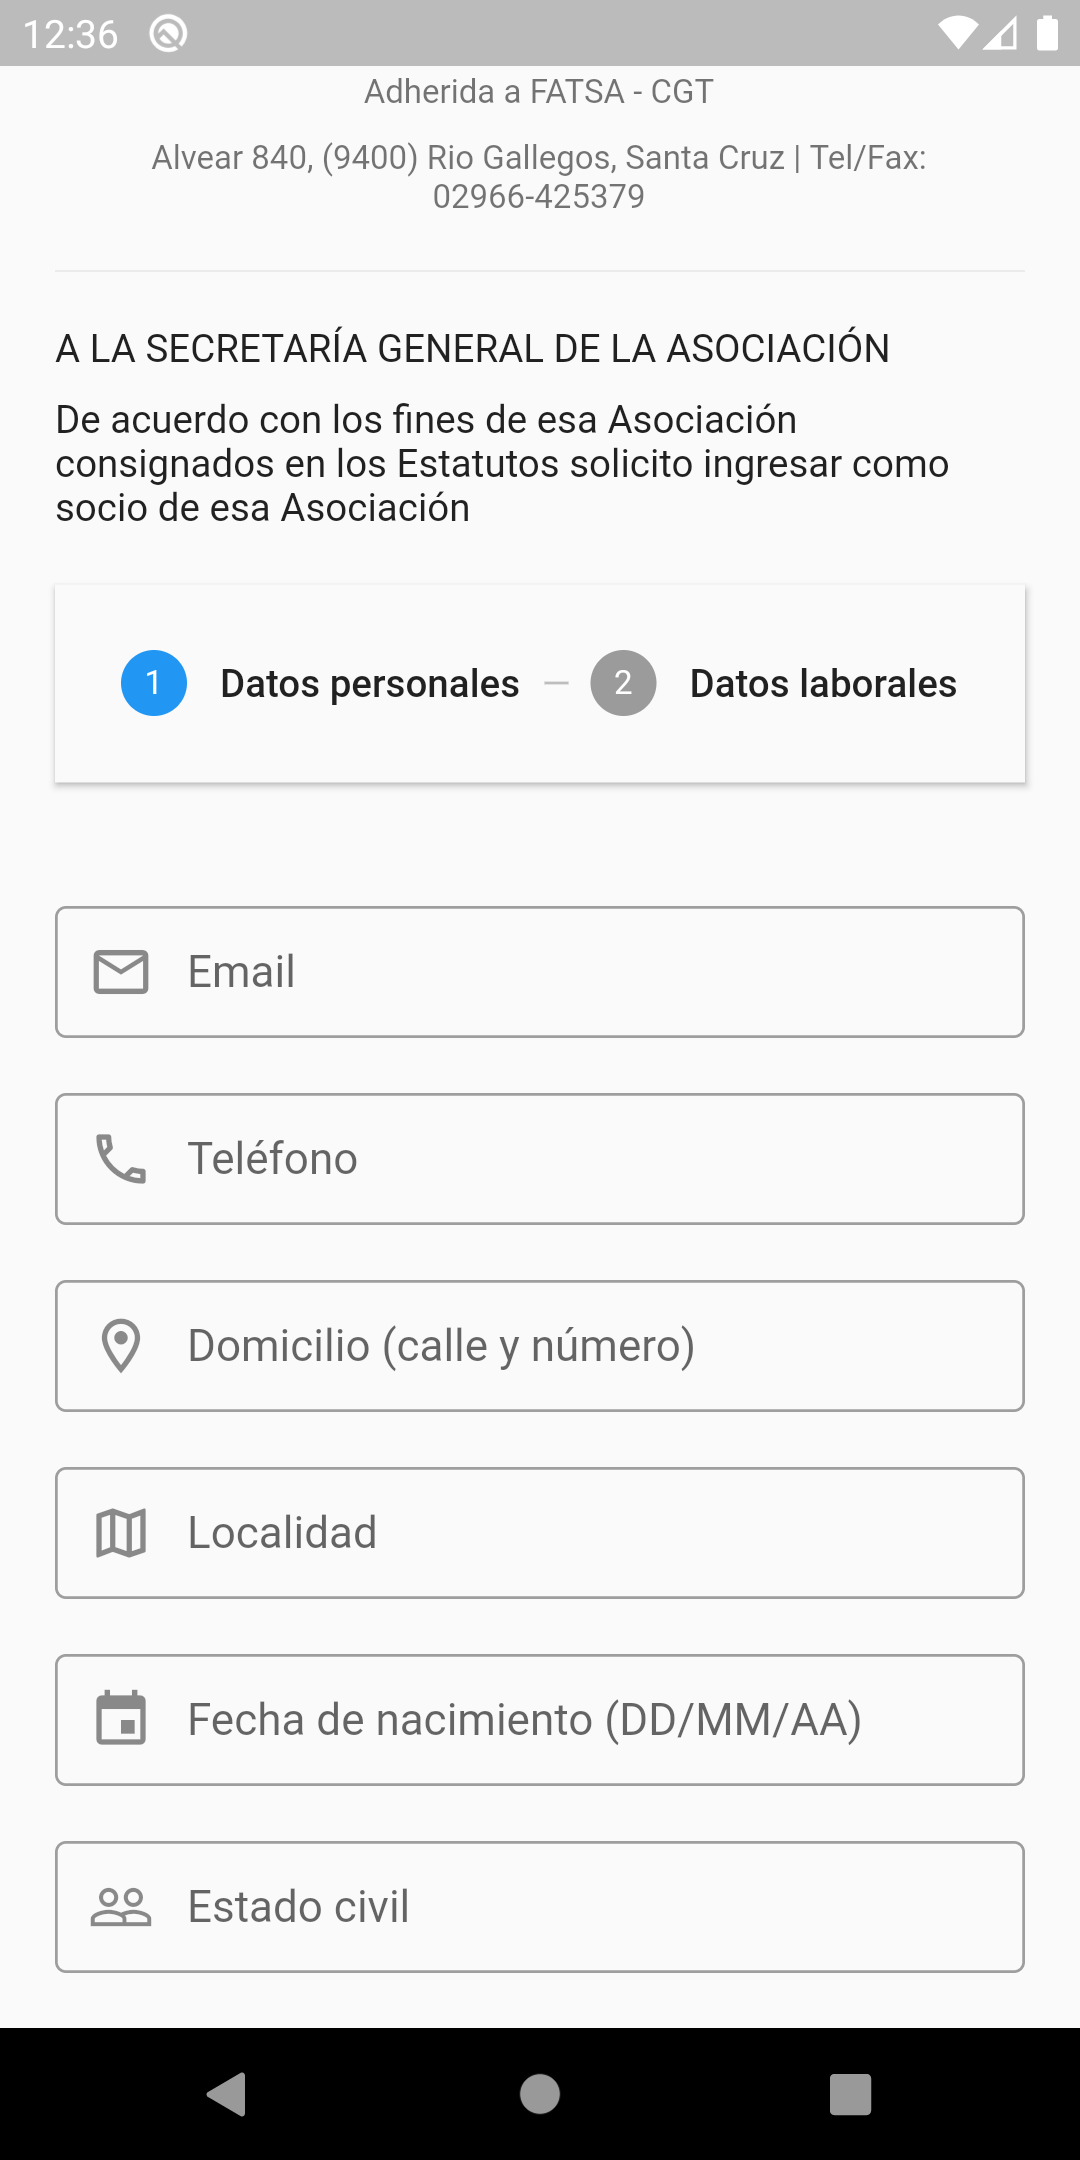 12:36
Adherida a FATSA - CGT
Alvear 840, (9400) Rio Gallegos, Santa Cruz | Tel/Fax:
02966-425379
A LA SECRETARÍA GENERAL DE LA ASOCIACIÓN
De acuerdo con los fines de esa Asociación
consignados en los Estatutos solicito ingresar como
socio de esa Asociación
1 Datos personales 2 Datos laborales
Email
Teléfono
Domicilio (calle y número)
Localidad
Fecha de nacimiento (DD/MM/AA)
Estado civil